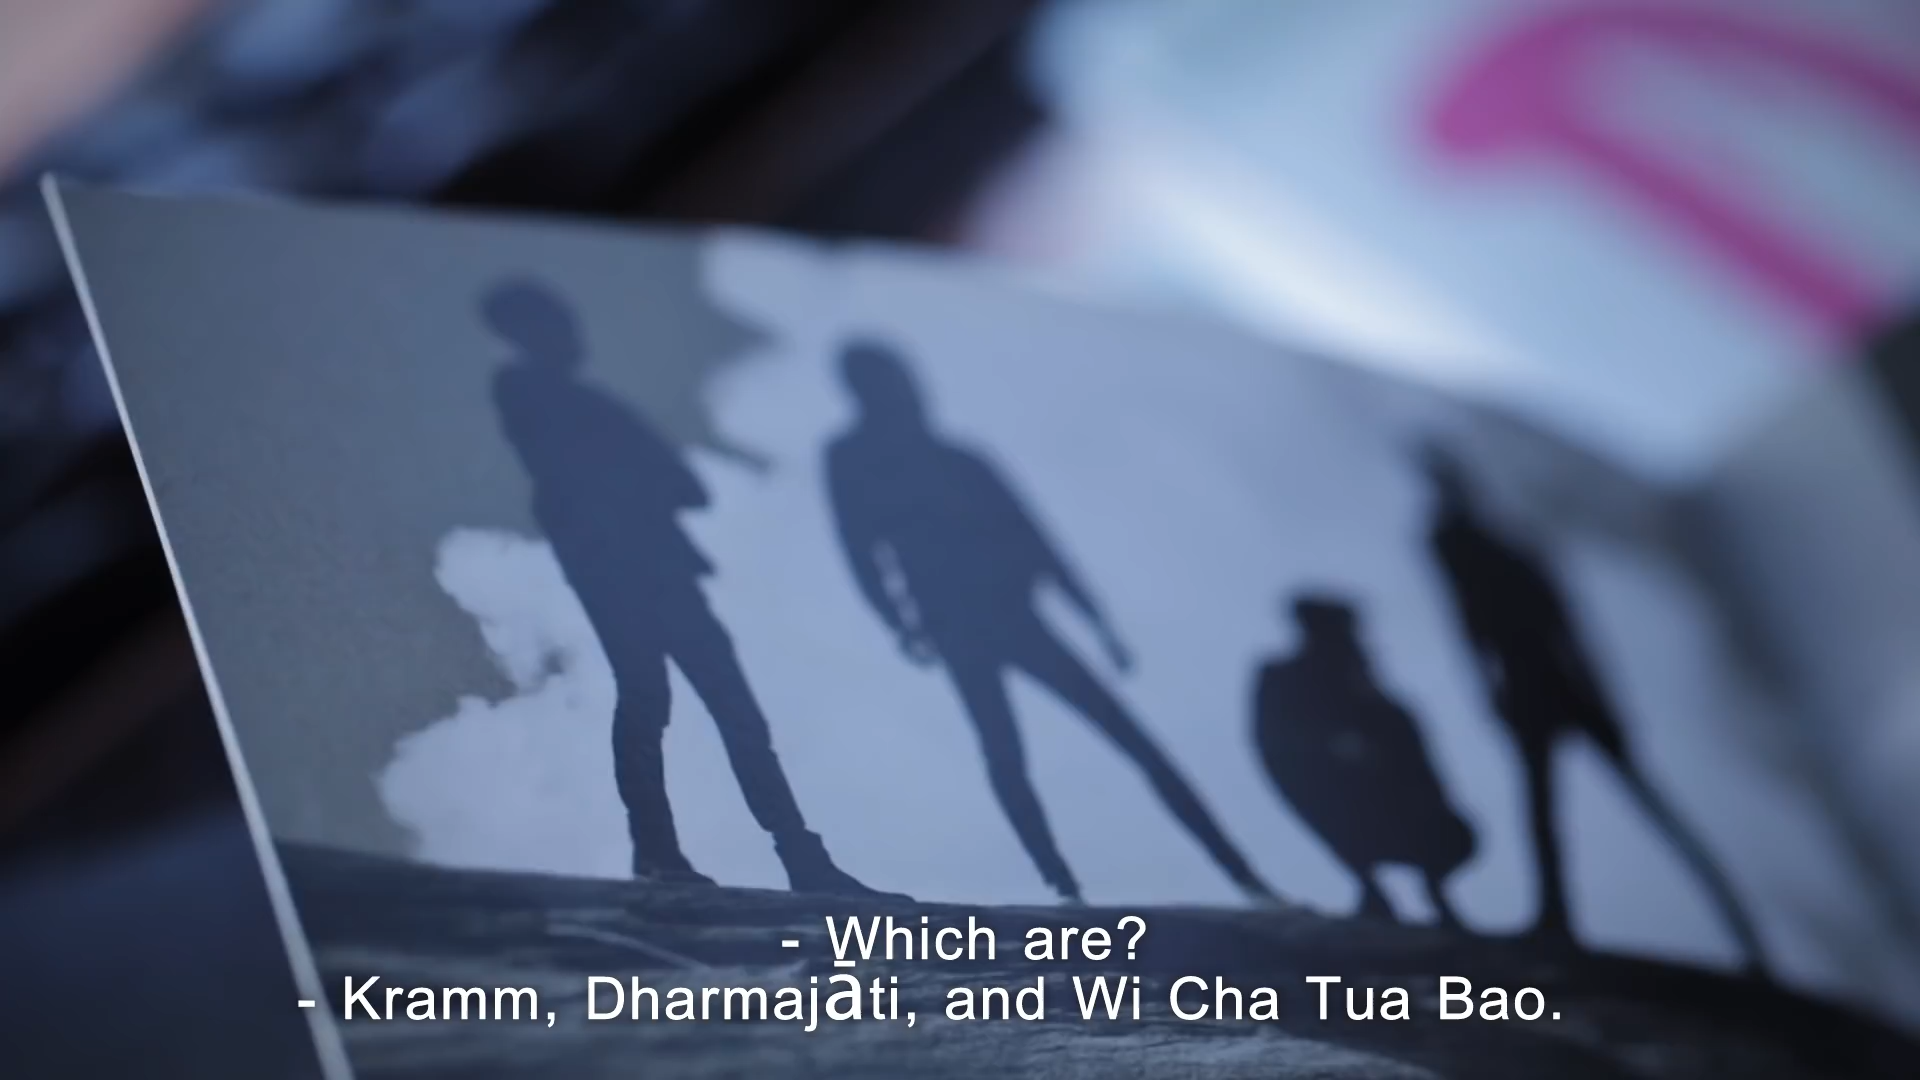 - Which are?
- Kramm, Dharmajāti, and Wi Cha Tua Bao.